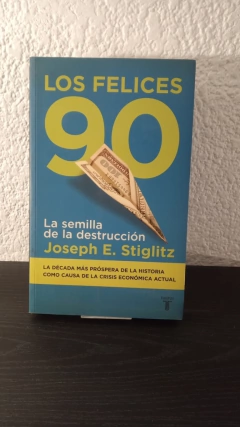 LOS FELICES
90
La semilla
de la destrucción
Joseph E. Stiglitz
LA DÉCADA MÁS PRÓSPERA DE LA HISTORIA
COMO CAUSA DE LA CRISIS ECONÓMICA ACTUAL